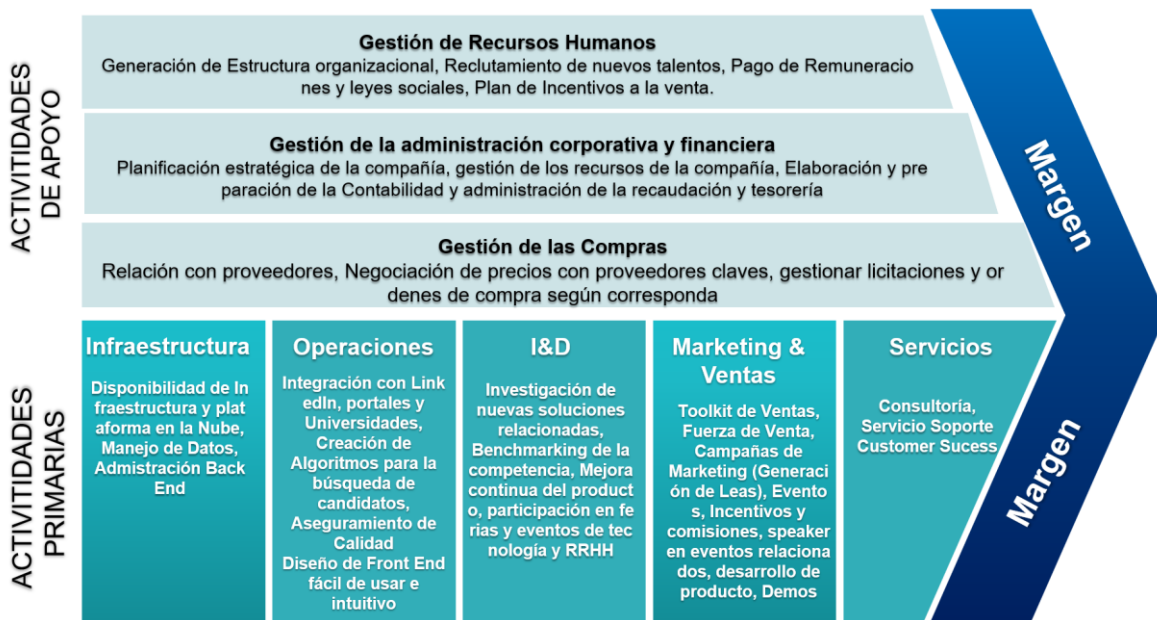 ACTIVITIDADES
DE APOYO
Gestión de Recursos Humanos
Generación de Estructura organizacional, Reclutamiento de nuevos talentos, Pago de Remuneracio
nes y leyes sociales, Plan de Incentivos a la venta.
Gestión de la administración corporativa y financiera
Planificación estratégica de la compañía, gestión de los recursos de la compañía, Elaboración y pre
paración de la Contabilidad y administración de la recaudación y tesorería
Gestión de las Compras
Relación con proveedores, Negociación de precios con proveedores claves, gestionar licitaciones y or
denes de compra según corresponda
Margen
ACTIVITIDADES
PRIMARIAS
Infraestructura
Disponibilidad de In
fraestructura y plat
aforma en la Nube,
Manejo de Datos,
Admistración Back
End
Operaciones
Integración con Link
edIn, portales y
Universidades,
Creación de
Algoritmos para la
búsqueda de
candidatos,
Aseguramiento de
Calidad
Diseño de Front End
fácil de usar e
intuitivo
I&D
Investigación de
nuevas soluciones
relacionadas,
Benchmarking de la
competencia, Mejora
continua del product
o, participación en fe
rias y eventos de tec
nología y RRHH
Marketing &
Ventas
Toolkit de Ventas,
Fuerza de Venta,
Campañas de
Marketing (Generaci
ón de Leas), Evento
s, Incentivos y
comisiones, speaker
en eventos relaciona
dos, desarrollo de
producto, Demos
Servicios
Consultoría,
Servicio Soporte
Customer Sucess
Margen